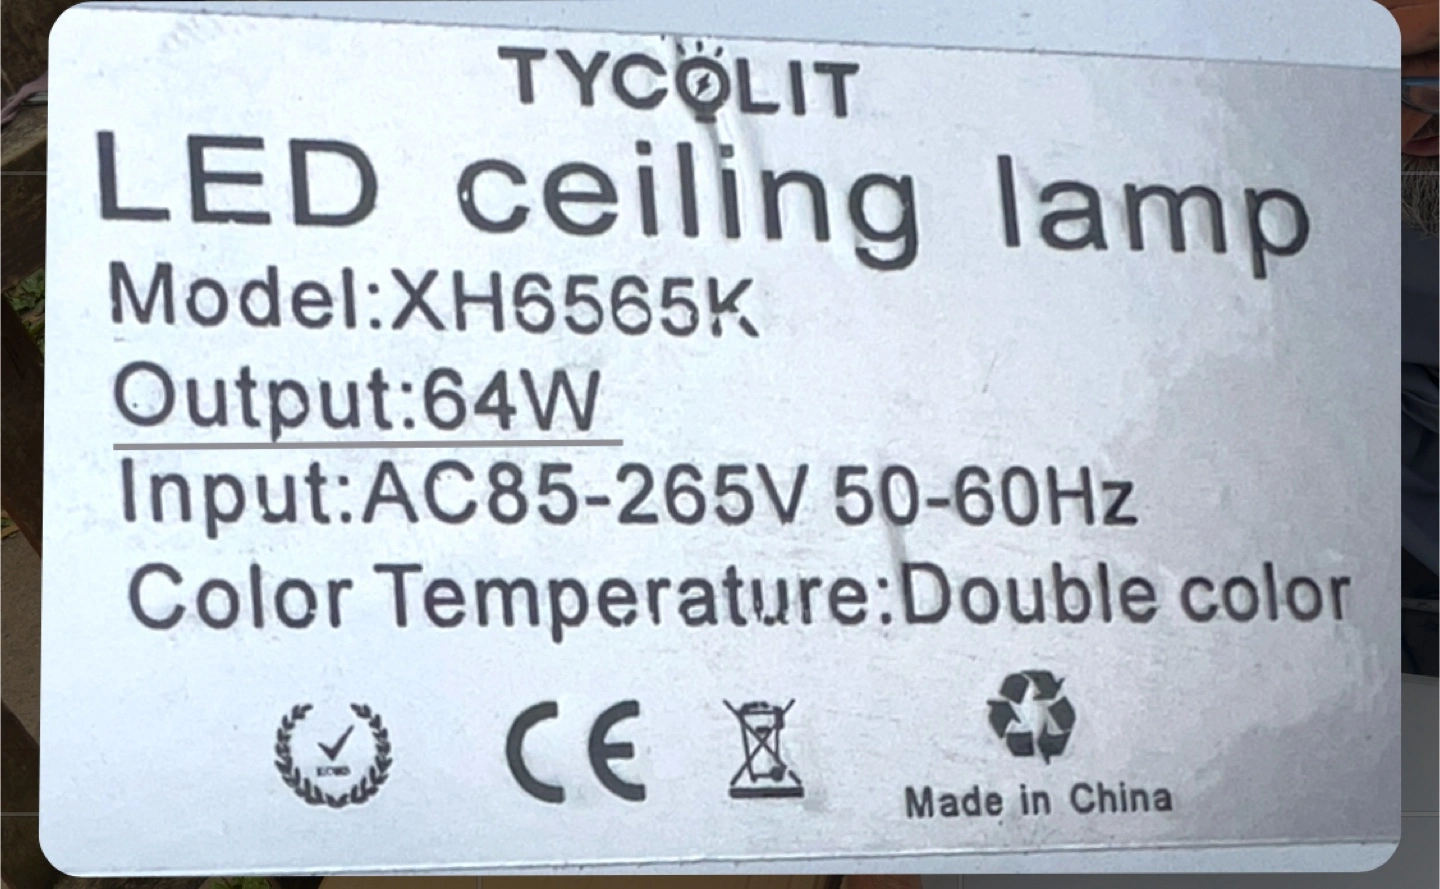 TYCOLIT
LED ceiling lamp
Model:XH6565K
Output:64W
Input:AC85-265V 50-60Hz
Color Temperature:Double color
CE
Made in China